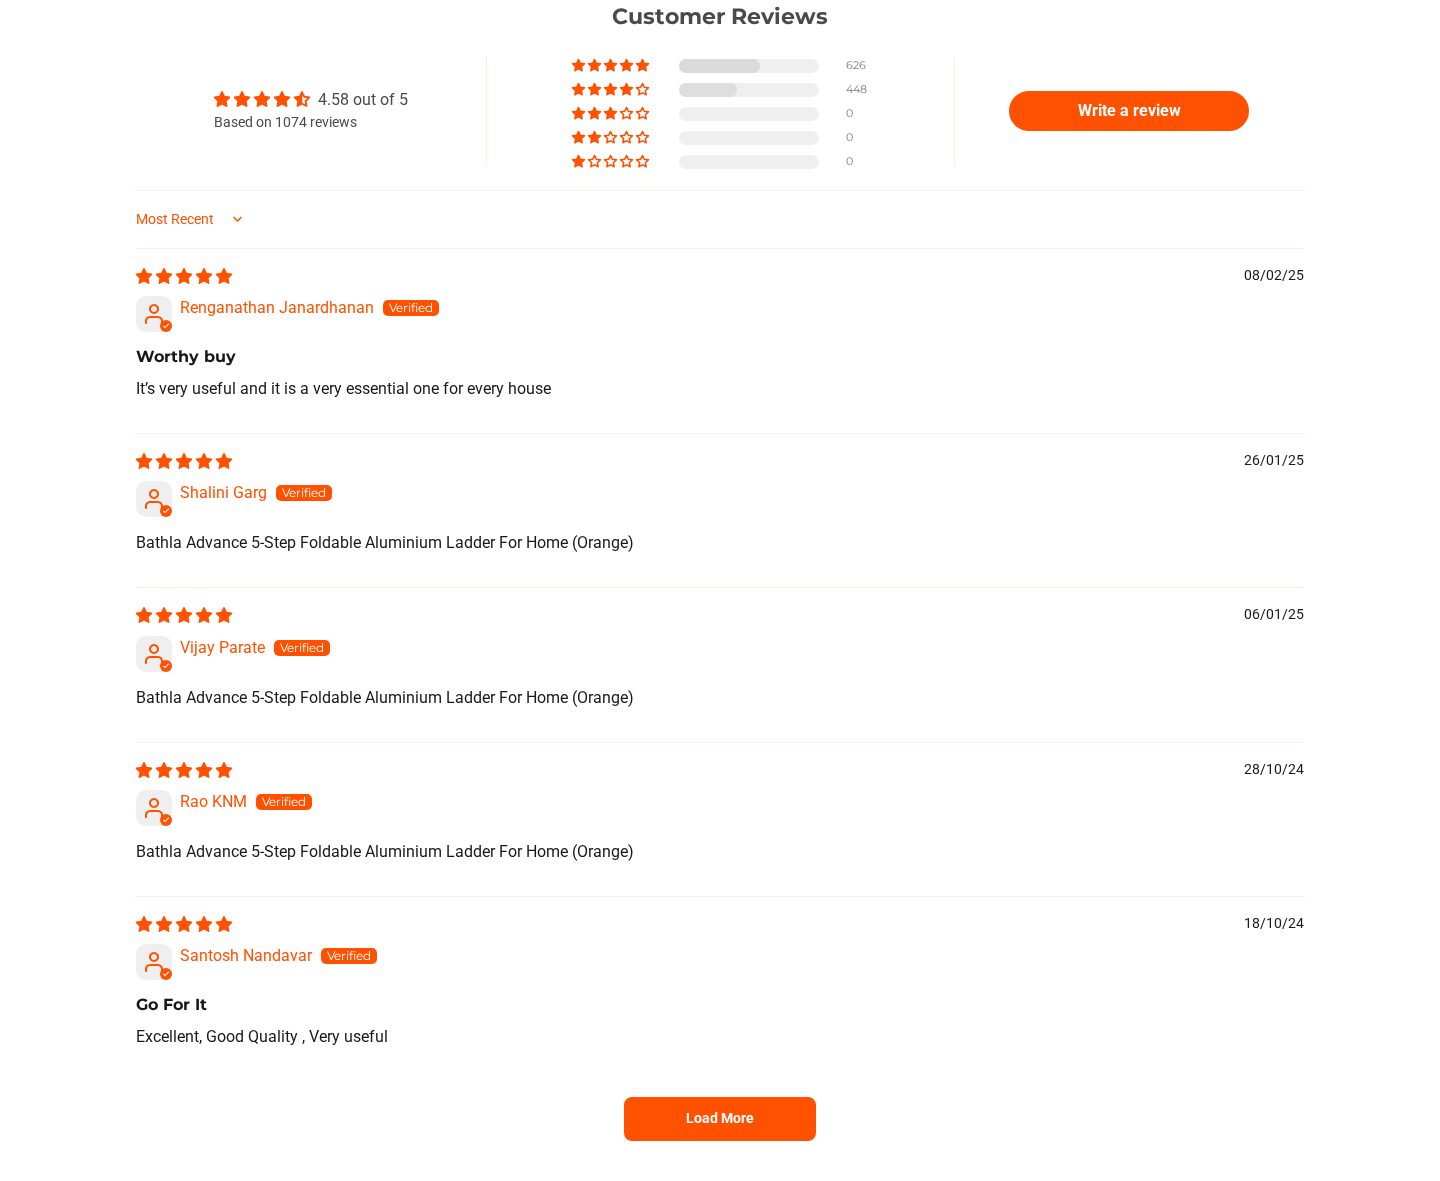 Customer Reviews
4.58 out of 5
Based on 1074 reviews
626
448
0
0
0
Write a review
Most Recent
08/02/25
Renganathan Janardhanan Verified
Worthy buy
It’s very useful and it is a very essential one for every house
26/01/25
Shalini Garg Verified
Bathla Advance 5-Step Foldable Aluminium Ladder For Home (Orange)
06/01/25
Vijay Parate Verified
Bathla Advance 5-Step Foldable Aluminium Ladder For Home (Orange)
28/10/24
Rao KNM Verified
Bathla Advance 5-Step Foldable Aluminium Ladder For Home (Orange)
18/10/24
Santosh Nandavar Verified
Go For It
Excellent, Good Quality , Very useful
Load More